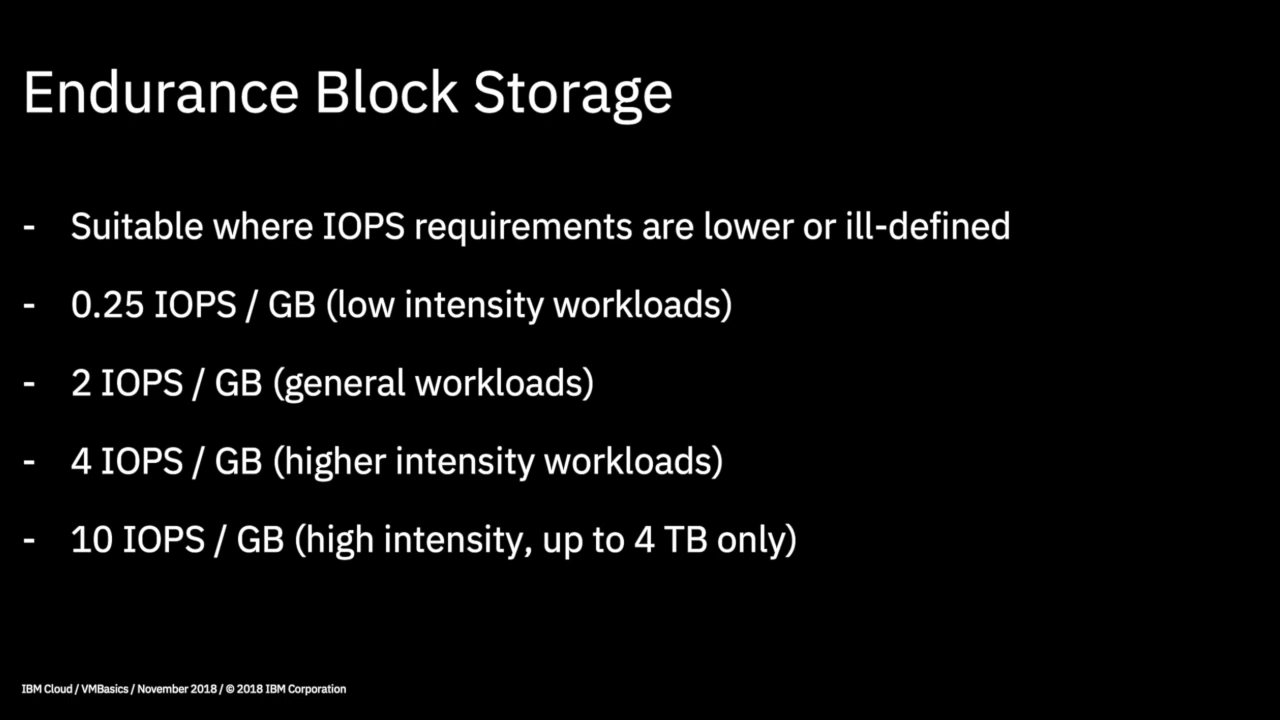 Endurance Block Storage
- Suitable where IOPS requirements are lower or ill-defined
- 0.25 IOPS / GB (low intensity workloads)
- 2 IOPS / GB (general workloads)
- 4 IOPS / GB (higher intensity workloads)
- 10 IOPS / GB (high intensity, up to 4 TB only)
IBM Cloud / VMBasics / November 2018 / © 2018 IBM Corporation